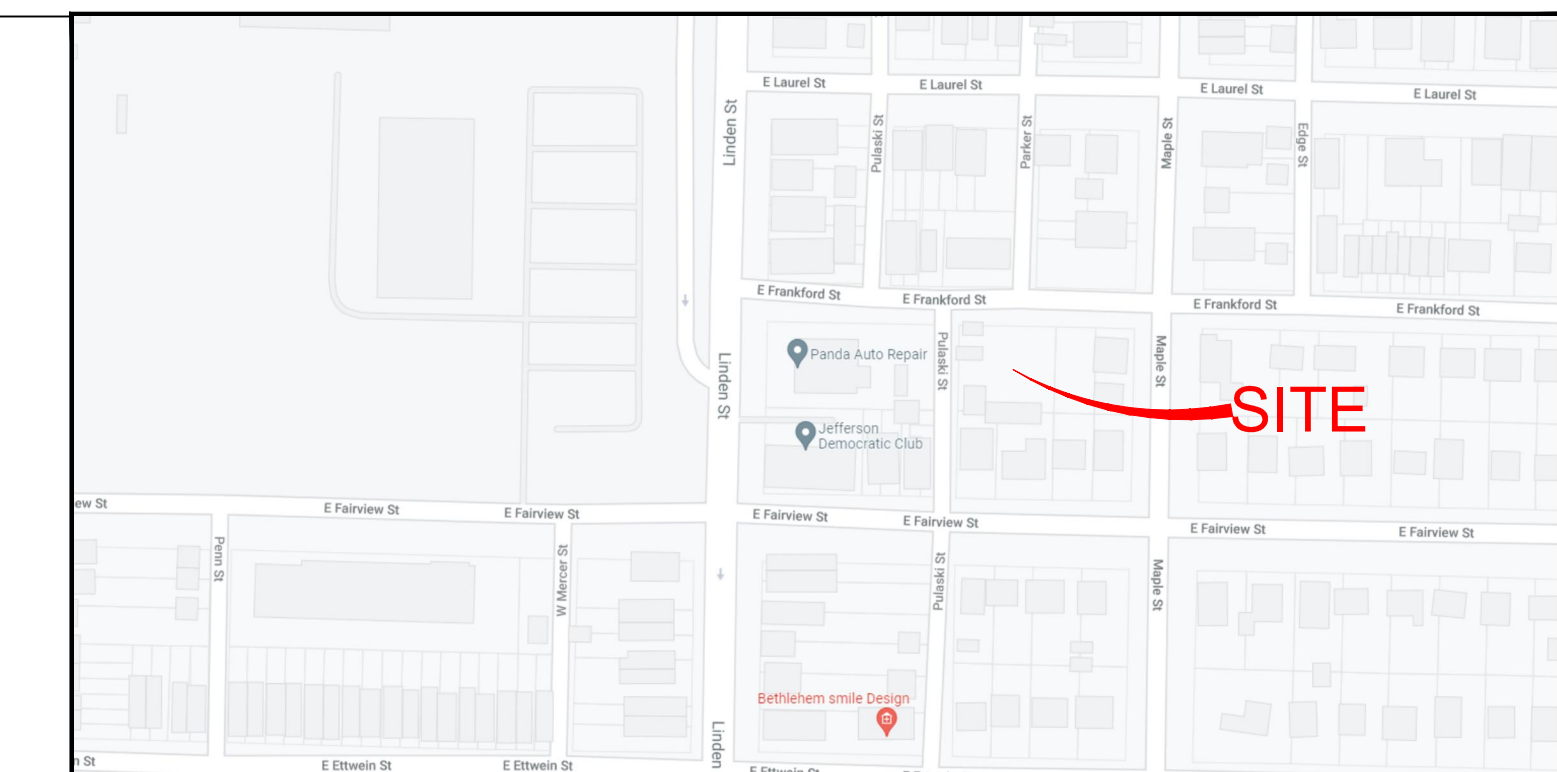 E Laurel St
E Laurel St
E Laurel St
E Laurel St
Linden St
Pulaski St
Parker St
Maple St
Edge St
E Frankford St
E Frankford St
E Frankford St
E Frankford St
Linden St
Panda Auto Repair
Pulaski St
Maple St
SITE
Jefferson
Democratic Club
ew St
E Fairview St
E Fairview St
E Fairview St
E Fairview St
E Fairview St
E Fairview St
Penn St
W Mercer St
Pulaski St
Maple St
Bethlehem smile Design
Linden
n St
E Ettwein St
E Ettwein St
E Ettwein St